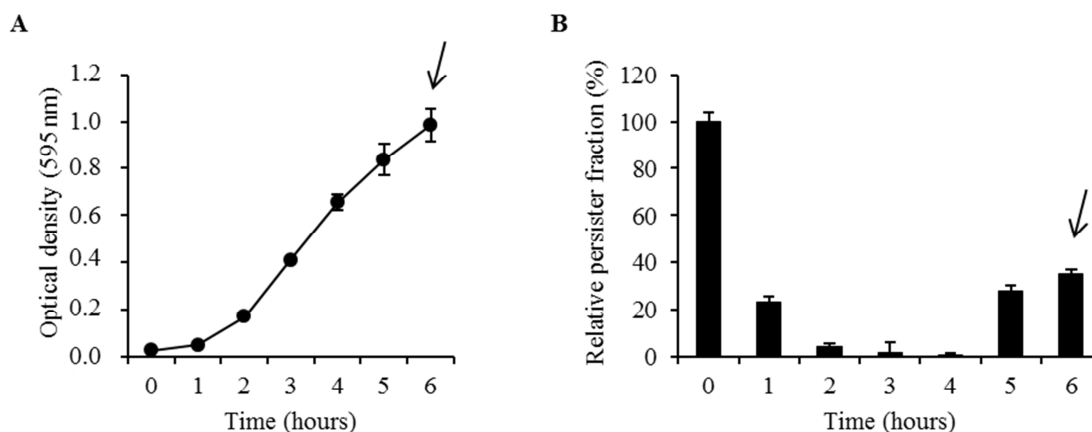 A
Optical density (595 nm)
1.2
1.0
0.8
0.6
0.4
0.2
0.0
0 1 2 3 4 5 6
Time (hours)
B
Relative persister fraction (%)
120
100
80
60
40
20
0
0 1 2 3 4 5 6
Time (hours)